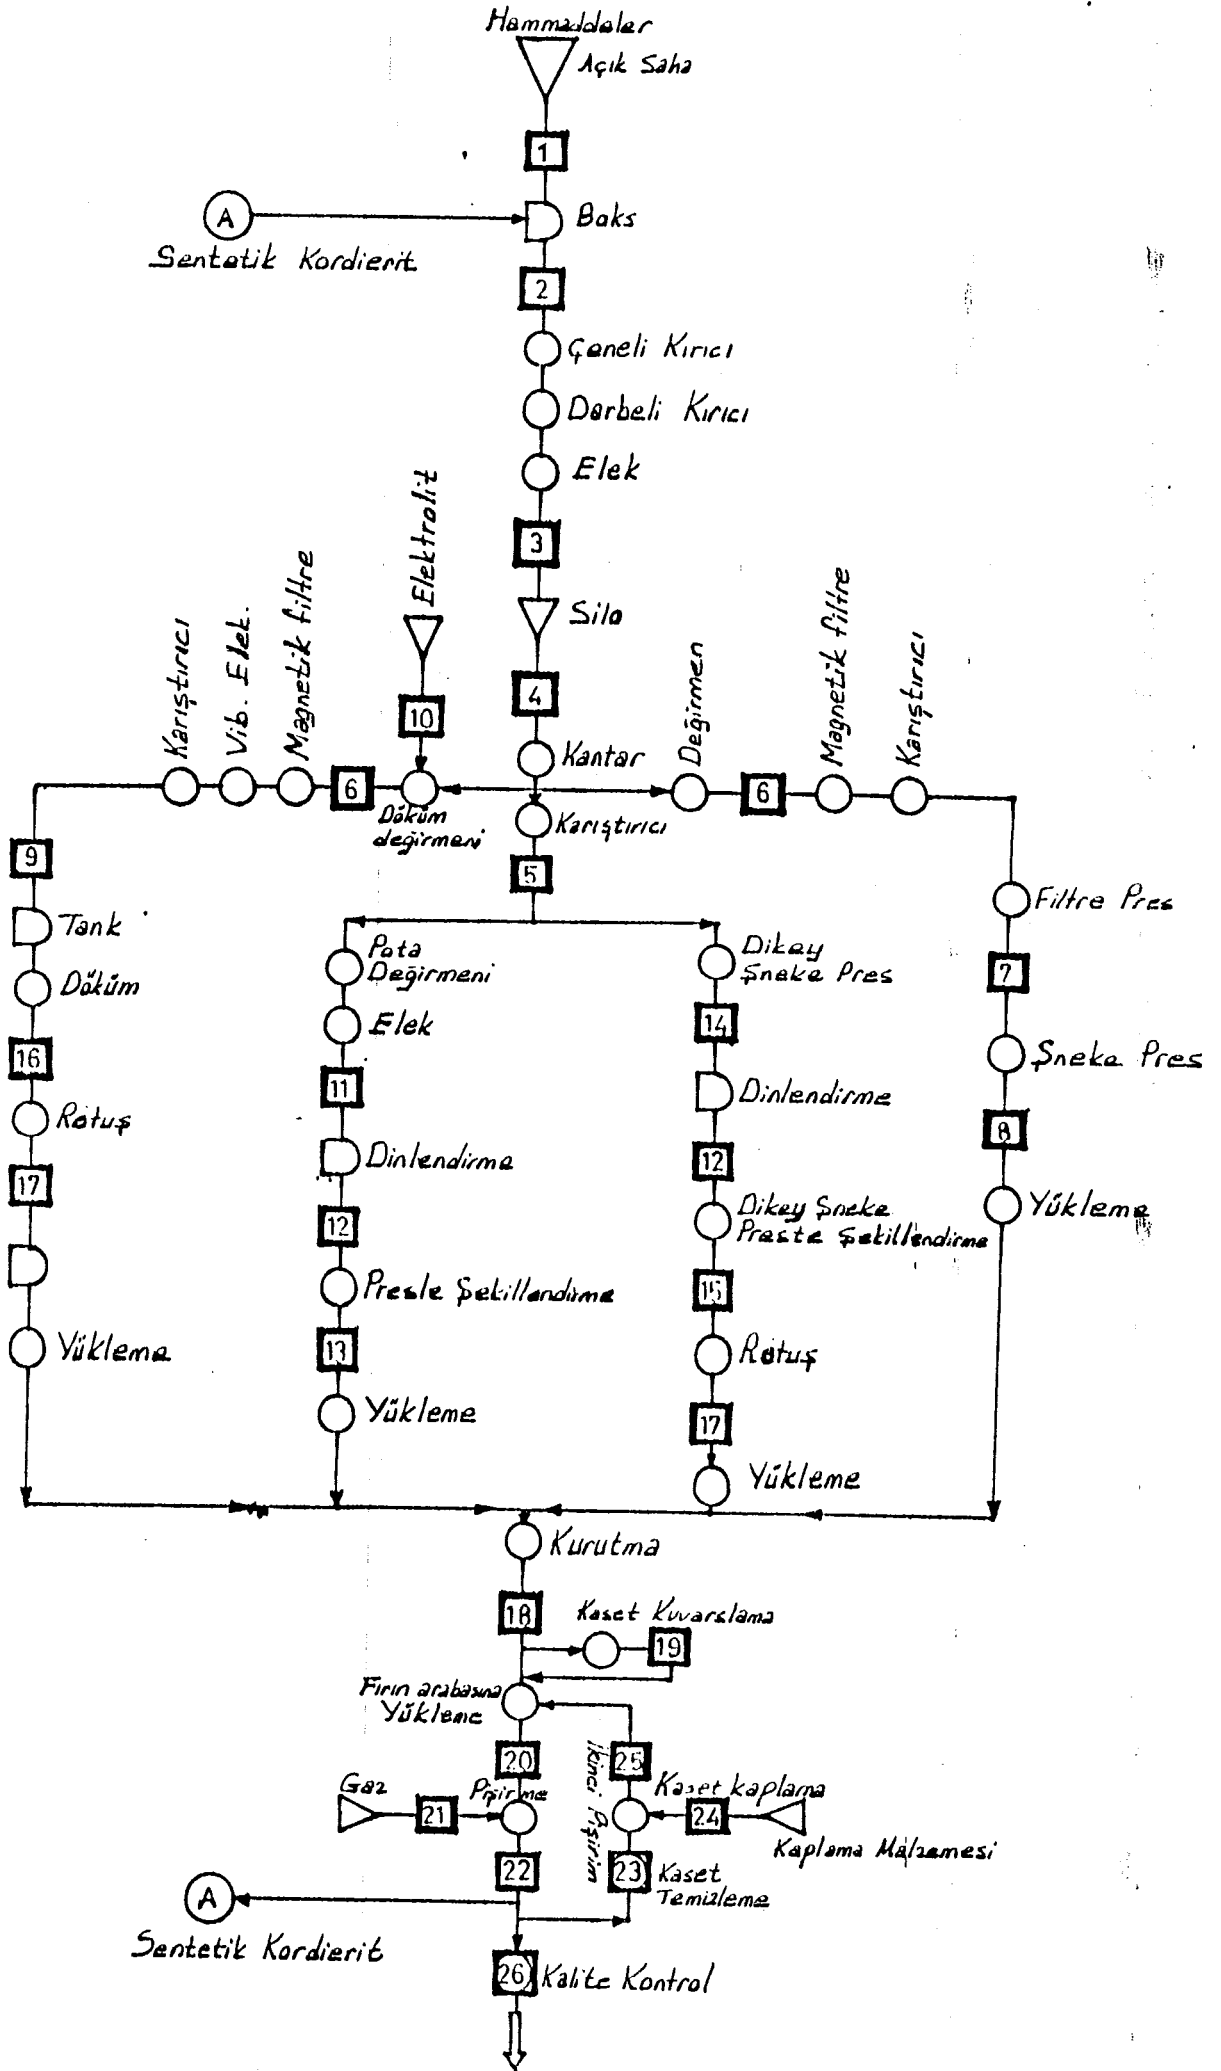 Hammaddeler
Açık Saha
1
A
Baks
Sentetik Kordierit
2
Çeneli Kırıcı
Darbeli Kırıcı
Elek
3
Elektrolit
Silo
Karıştırıcı
Vib. Elek.
Magnetik filtre
10
4
Değirmen
Magnetik filtre
Karıştırıcı
Kantar
6
6
Döküm
değirmeni
Karıştırıcı
5
9
Tank
Döküm
16
Rötuş
17
Yükleme
Pota
Değirmeni
Elek
11
Dinlendirme
12
Presle Şekillendirme
13
Yükleme
Dikey
Şneke Pres
14
Dinlendirme
12
Dikey Şneke
Preste Şekillendirme
15
Rötuş
17
Yükleme
Filtre Pres
7
Şneke Pres
8
Yükleme
Kurutma
18
Kaset Kuvarslama
19
Fırın arabasına
Yükleme
20
25
İkinci Pişirim
Gaz
21
Pişirme
Kaset kaplama
24
Kaplama Malzemesi
22
23
Kaset
Temizleme
A
Sentetik Kordierit
26
Kalite Kontrol